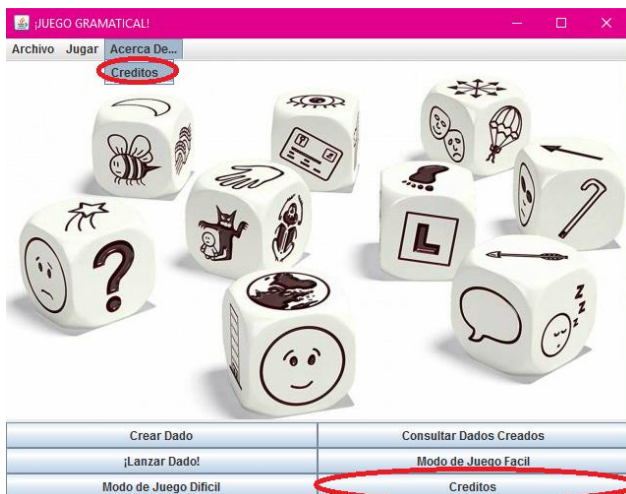 ¡JUEGO GRAMATICAL!
Archivo Jugar Acerca De...
Creditos
?
L
z
z
z
Crear Dado Consultar Dados Creados
¡Lanzar Dado! Modo de Juego Facil
Modo de Juego Dificil Creditos